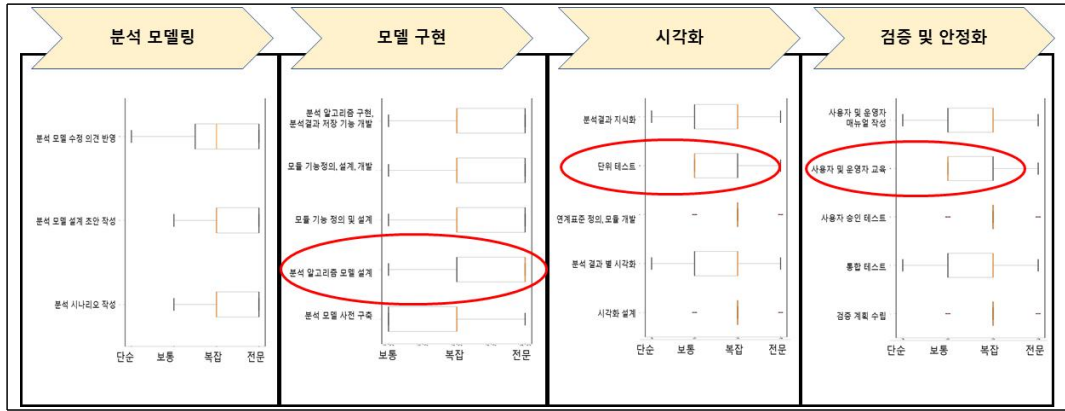 분석 모델링
모델 구현
시각화
검증 및 안정화
분석 모델 수정 의견 반영
분석 모델 설계 초안 작성
분석 시나리오 작성
단순 보통 복잡 전문
분석 알고리즘 구현,
분석결과 저장 기능 개발
모듈 기능정의, 설계, 개발
모듈 기능 정의 및 설계
분석 알고리즘 모델 설계
분석 모델 사전 구축
보통 복잡 전문
분석결과 지식화
단위 테스트
연계표준 정의, 모듈 개발
분석 결과 별 시각화
시각화 설계
단순 보통 복잡 전문
사용자 및 운영자
매뉴얼 작성
사용자 및 운영자 교육
사용자 승인 테스트
통합 테스트
검증 계획 수립
단순 보통 복잡 전문